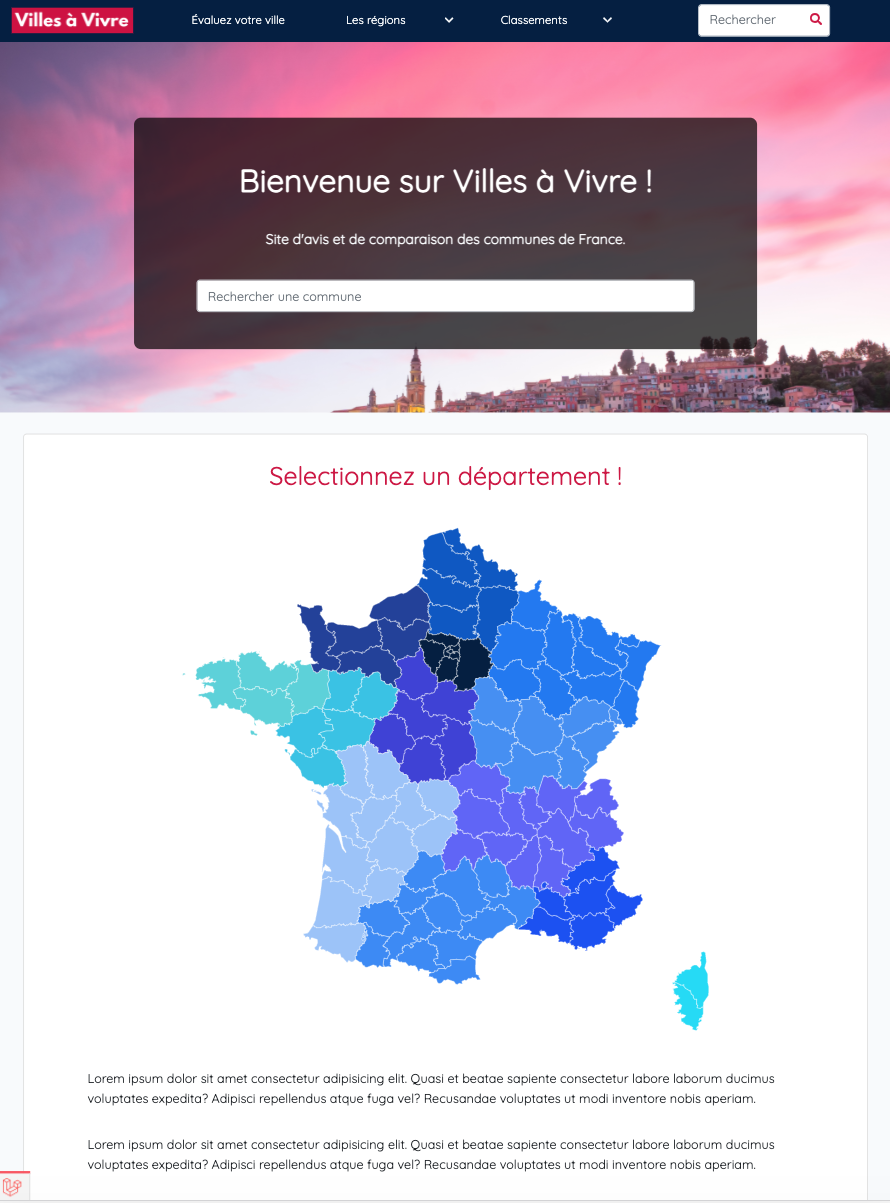 Villes à Vivre
Évaluez votre ville
Les régions
Classements
Rechercher
Bienvenue sur Villes à Vivre !
Site d'avis et de comparaison des communes de France.
Rechercher une commune
Selectionnez un département !
Lorem ipsum dolor sit amet consectetur adipisicing elit. Quasi et beatae sapiente consectetur labore laborum ducimus
voluptates expedita? Adipisci repellendus atque fuga vel? Recusandae voluptates ut modi inventore nobis aperiam.
Lorem ipsum dolor sit amet consectetur adipisicing elit. Quasi et beatae sapiente consectetur labore laborum ducimus
voluptates expedita? Adipisci repellendus atque fuga vel? Recusandae voluptates ut modi inventore nobis aperiam.